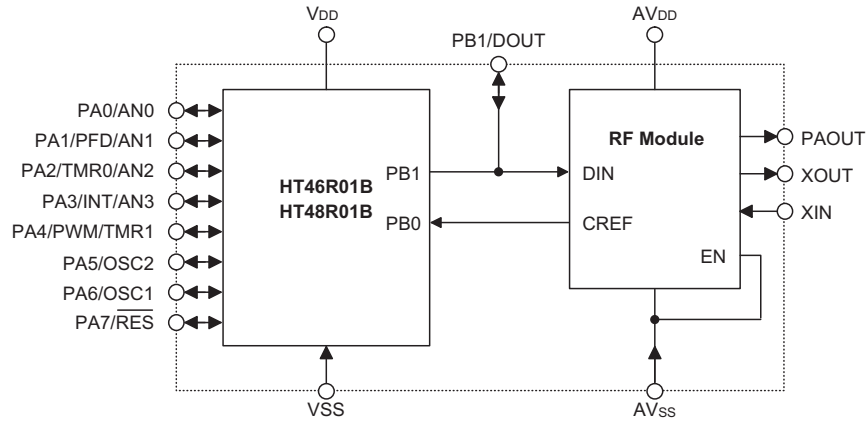 VDD
AVDD
PB1/DOUT
PA0/AN0
PA1/PFD/AN1
PA2/TMR0/AN2
PA3/INT/AN3
PA4/PWM/TMR1
PA5/OSC2
PA6/OSC1
PA7/RES
HT46R01B
HT48R01B
PB1
PB0
RF Module
DIN
CREF
EN
PAOUT
XOUT
XIN
VSS
AVSS